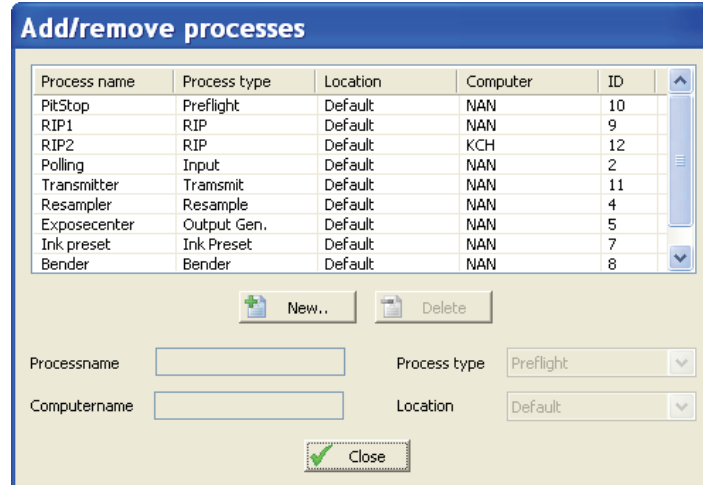 Add/remove processes
Process name Process type Location Computer ID
PitStop Preflight Default NAN 10
RIP1 RIP Default NAN 9
RIP2 RIP Default KCH 12
Polling Input Default NAN 2
Transmitter Tramsmit Default NAN 11
Resampler Resample Default NAN 4
Exposecenter Output Gen. Default NAN 5
Ink preset Ink Preset Default NAN 7
Bender Bender Default NAN 8
New.. Delete
Processname Process type Preflight
Computername Location Default
Close